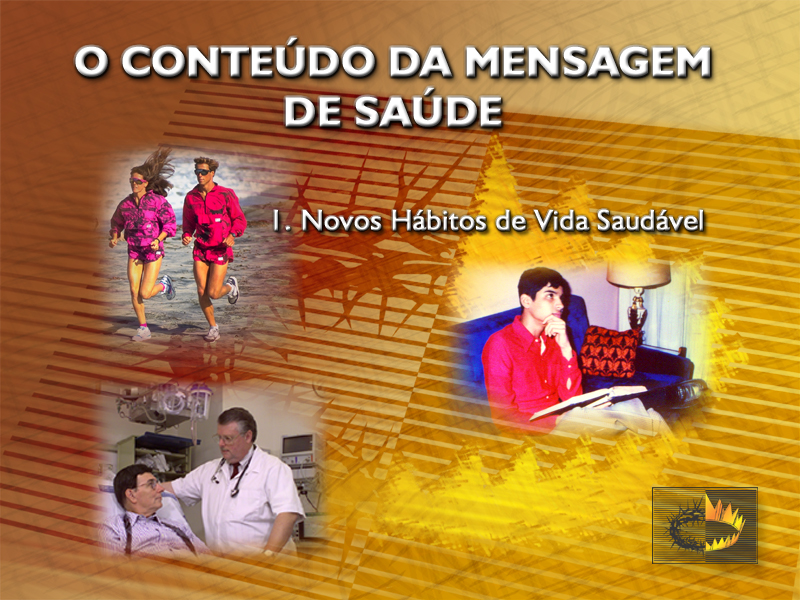 O CONTEÚDO DA MENSAGEM
DE SAÚDE
1. Novos Hábitos de Vida Saudável